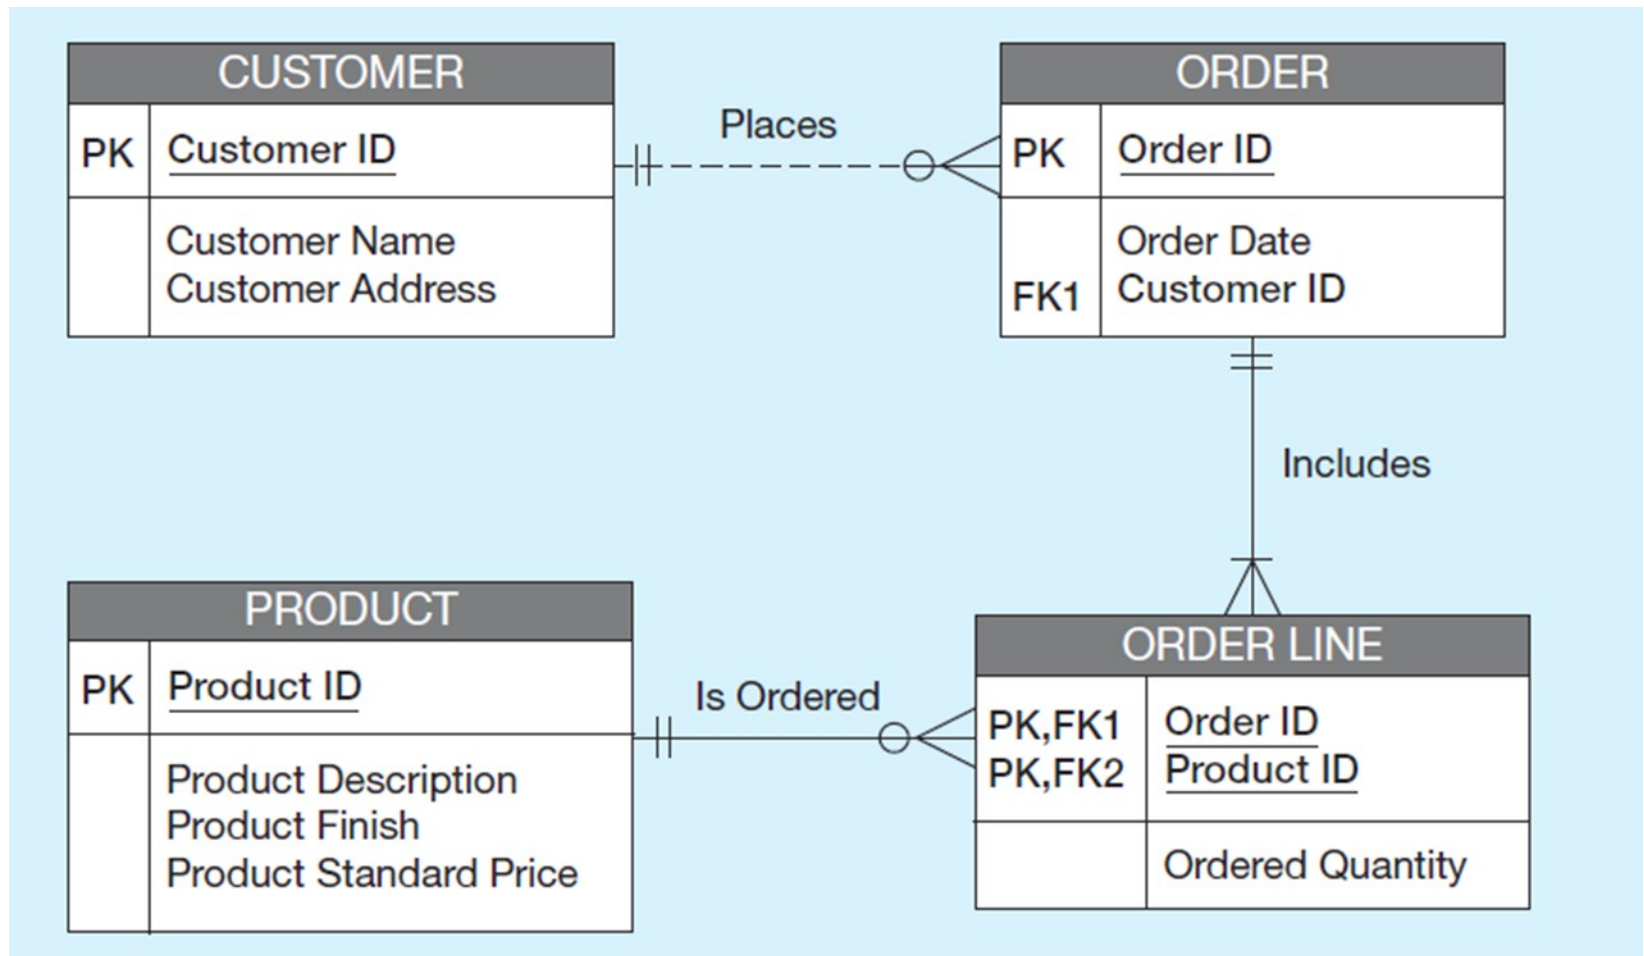 CUSTOMER
PK Customer ID
Customer Name
Customer Address
Places
ORDER
PK Order ID
Order Date
FK1 Customer ID
Includes
PRODUCT
PK Product ID
Product Description
Product Finish
Product Standard Price
Is Ordered
ORDER LINE
PK,FK1 Order ID
PK,FK2 Product ID
Ordered Quantity